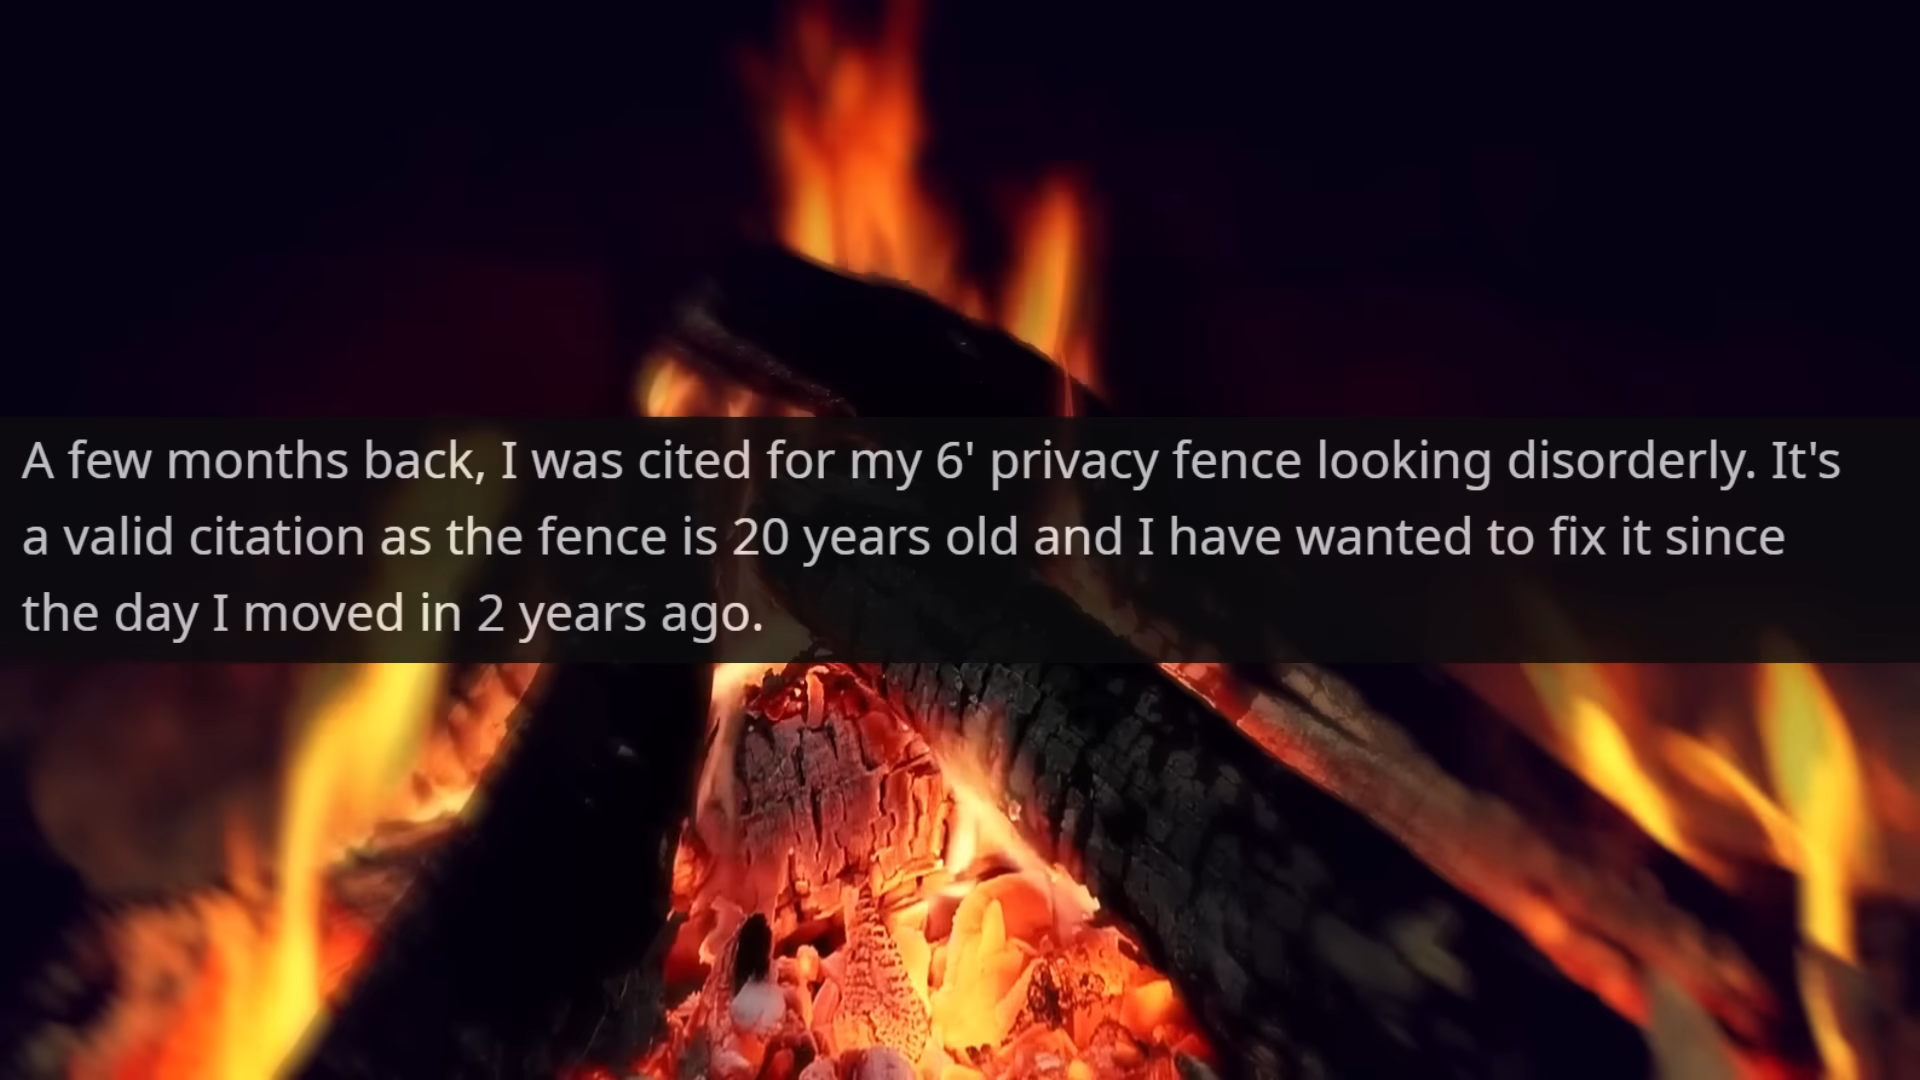 A few months back, I was cited for my 6' privacy fence looking disorderly. It's
a valid citation as the fence is 20 years old and I have wanted to fix it since
the day I moved in 2 years ago.